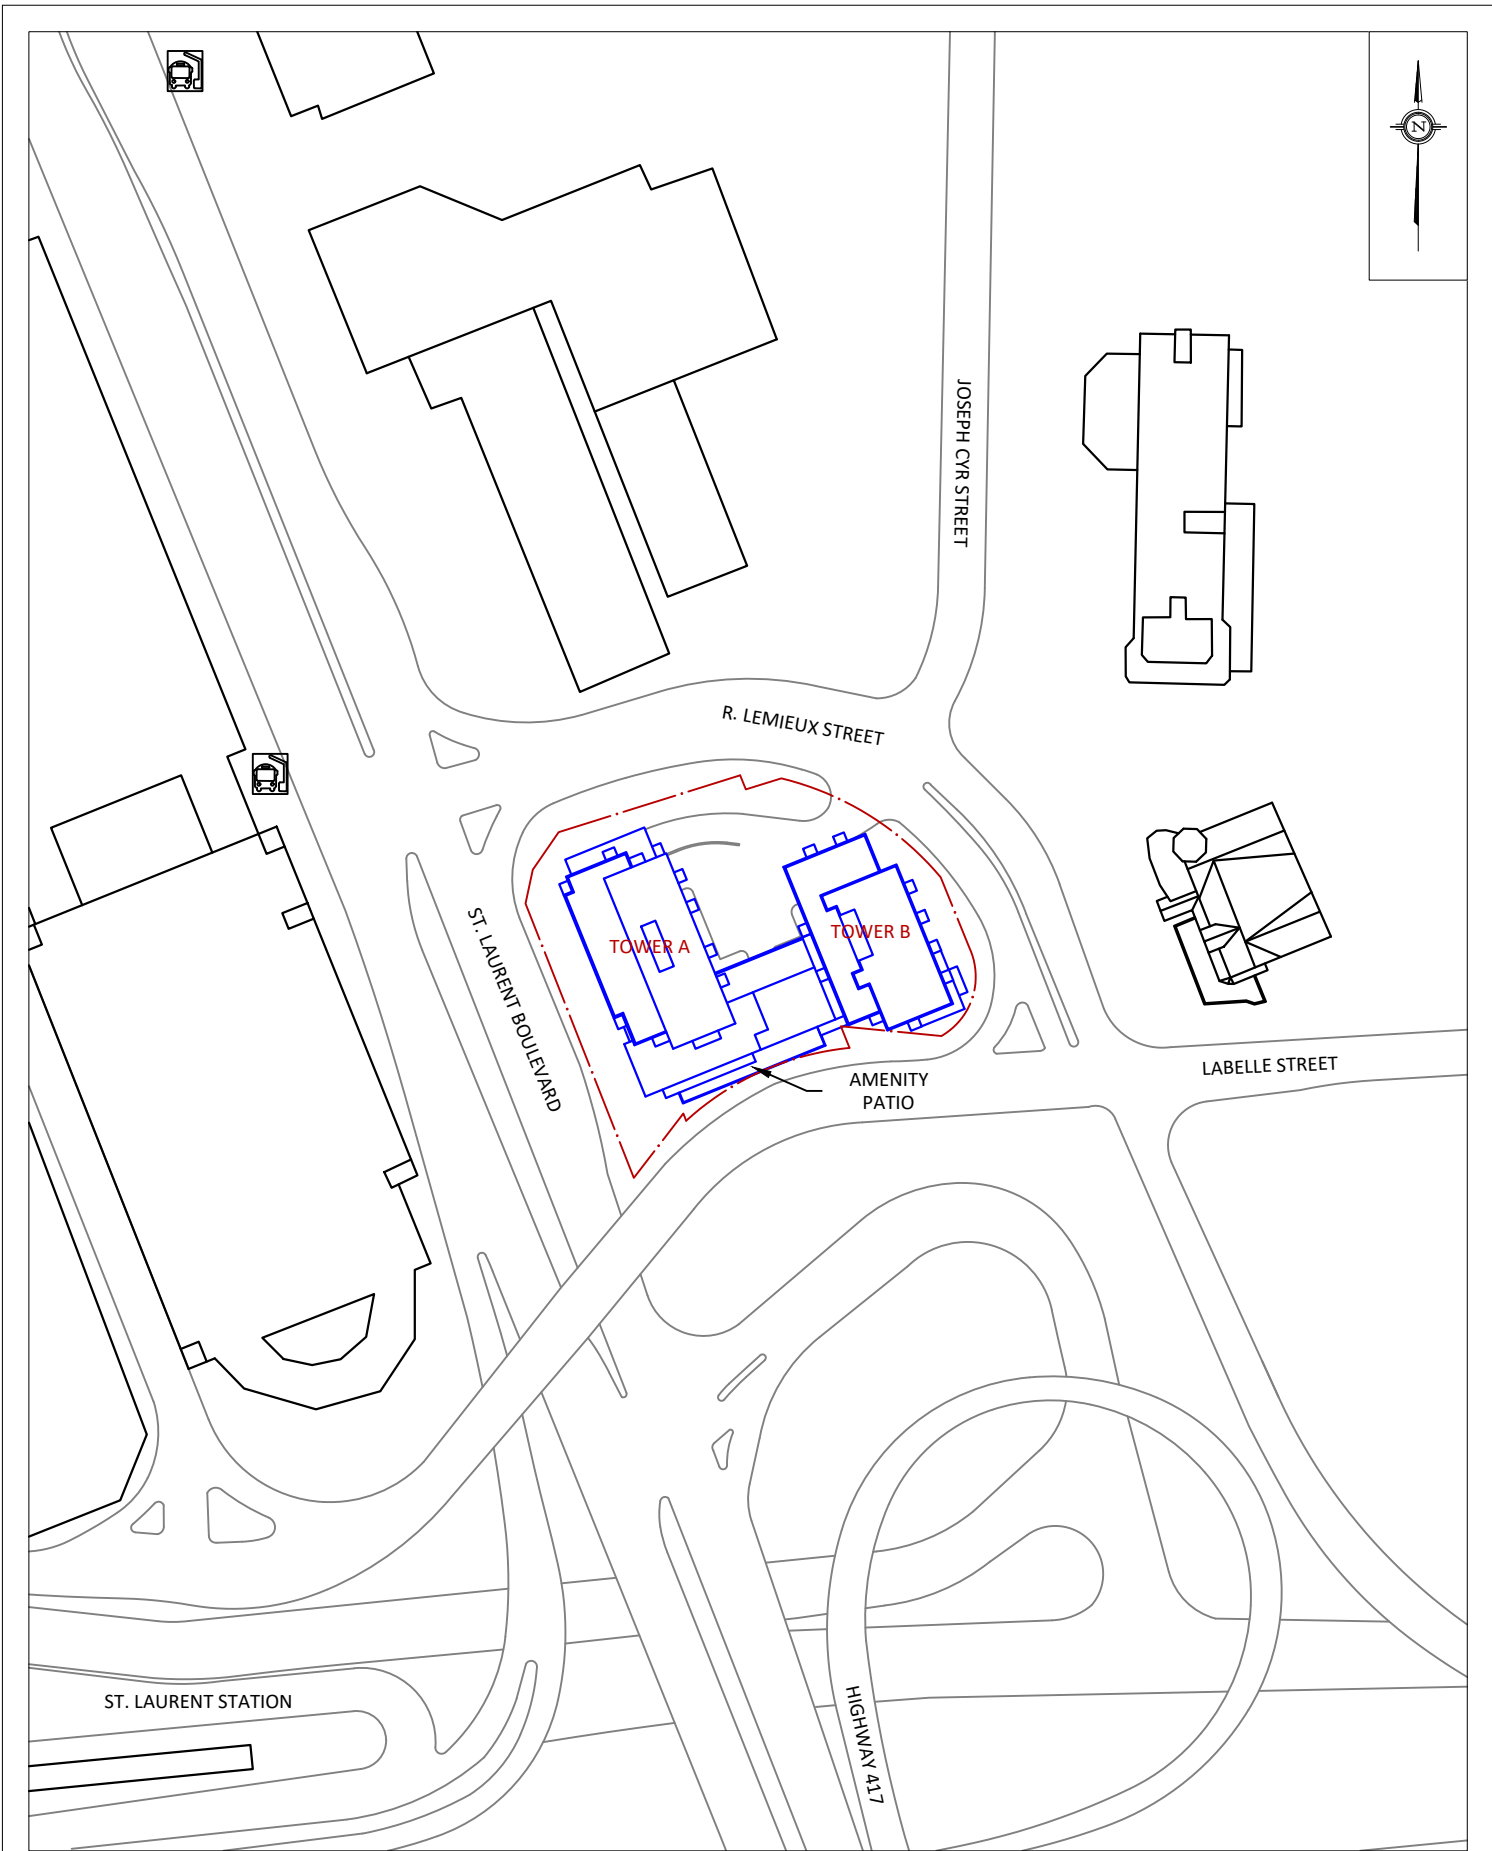 N
JOSEPH CYR STREET
R. LEMIEUX STREET
TOWER A
TOWER B
ST. LAURENT BOULEVARD
LABELLE STREET
AMENITY
PATIO
ST. LAURENT STATION
HIGHWAY 417